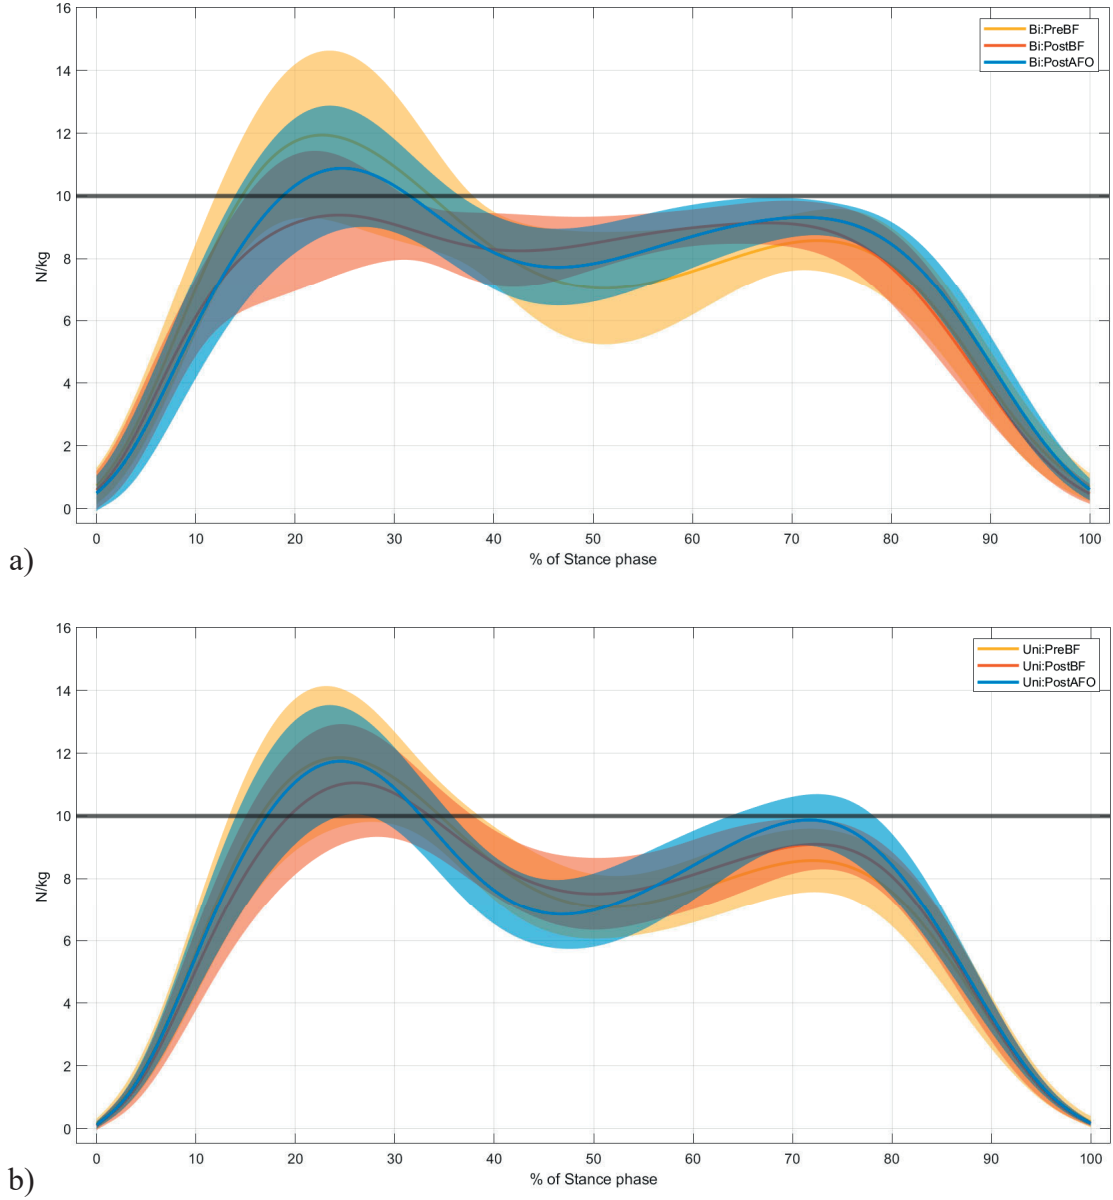 16
14
12
10
8
6
4
2
0
N/kg
Bi:PreBF
Bi:PostBF
Bi:PostAFO
0 10 20 30 40 50 60 70 80 90 100
% of Stance phase
a)
16
14
12
10
8
6
4
2
0
N/kg
Uni:PreBF
Uni:PostBF
Uni:PostAFO
0 10 20 30 40 50 60 70 80 90 100
% of Stance phase
b)